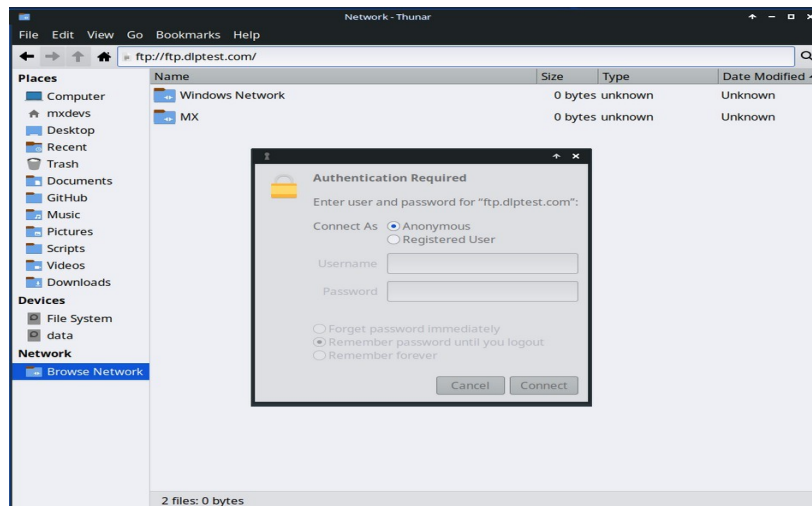 Network - Thunar
File Edit View Go Bookmarks Help
ftp://ftp.dlptest.com/
Places
Computer
mxdevs
Desktop
Recent
Trash
Documents
GitHub
Music
Pictures
Scripts
Videos
Downloads
Devices
File System
data
Network
Browse Network
Name Size Type Date Modified
Windows Network 0 bytes unknown Unknown
MX 0 bytes unknown Unknown
Authentication Required
Enter user and password for “ftp.dlptest.com”:
Connect As Anonymous
Registered User
Username
Password
Forget password immediately
Remember password until you logout
Remember forever
Cancel Connect
2 files: 0 bytes